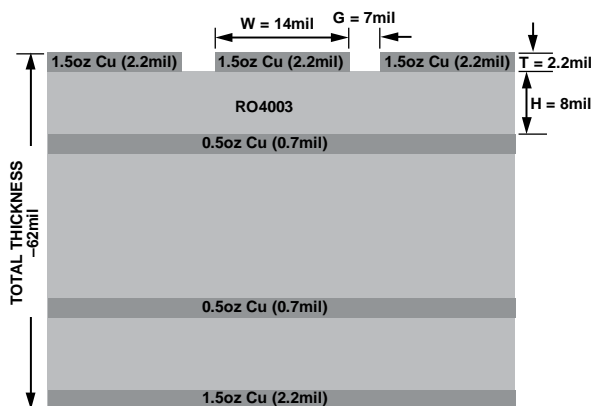 W = 14mil
G = 7mil
1.5oz Cu (2.2mil)
1.5oz Cu (2.2mil)
1.5oz Cu (2.2mil)
T = 2.2mil
RO4003
H = 8mil
0.5oz Cu (0.7mil)
TOTAL THICKNESS
~62mil
0.5oz Cu (0.7mil)
1.5oz Cu (2.2mil)